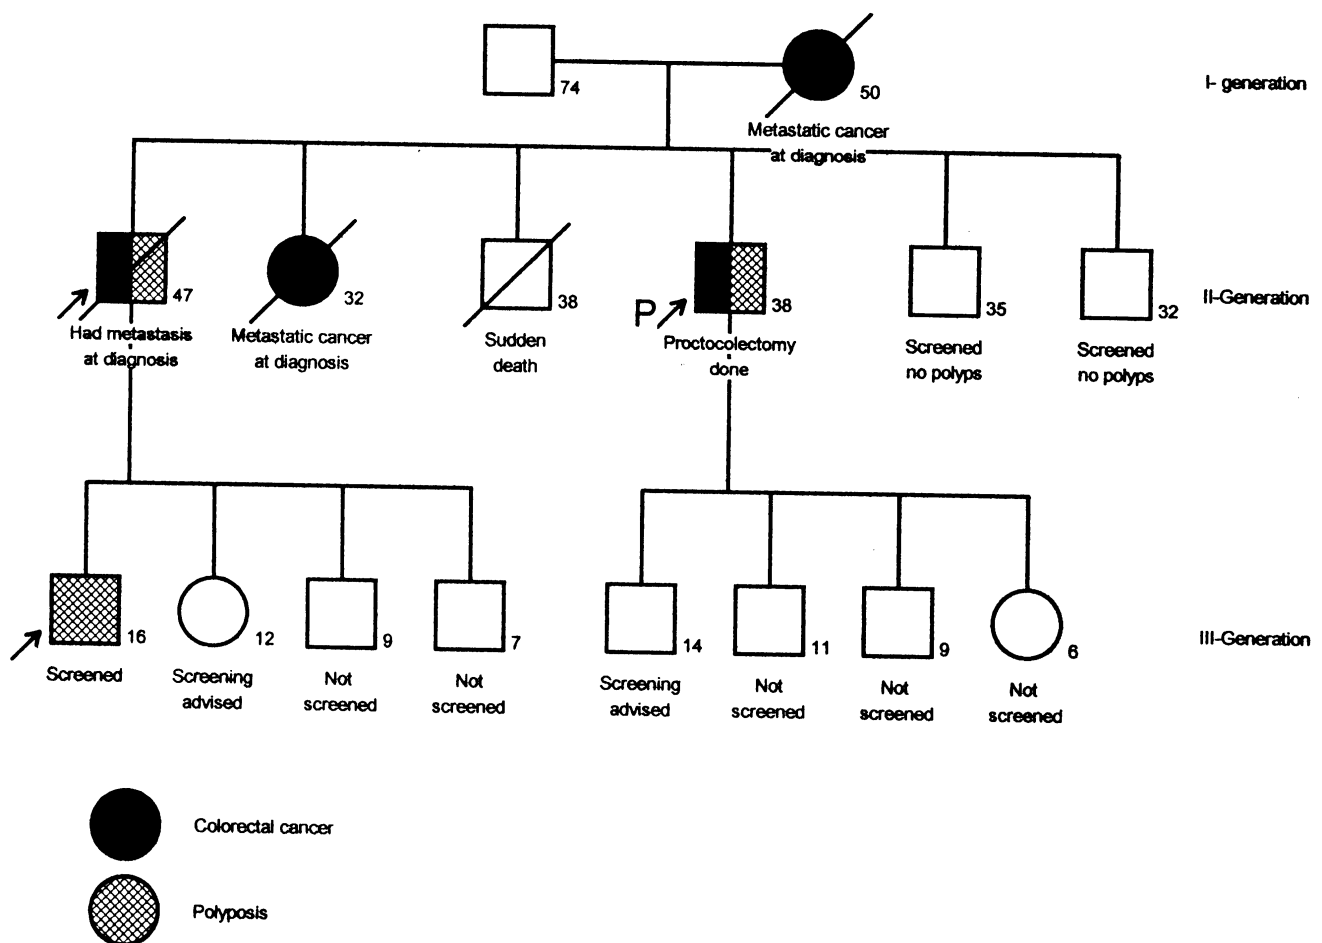 I- generation
74
50
Metastatic cancer
at diagnosis
II-Generation
47
Had metastasis
at diagnosis
32
Metastatic cancer
at diagnosis
38
Sudden
death
P
38
Proctocolectomy
done
35
Screened
no polyps
32
Screened
no polyps
III-Generation
16
Screened
12
Screening
advised
9
Not
screened
7
Not
screened
14
Screening
advised
11
Not
screened
9
Not
screened
6
Not
screened
Colorectal cancer
Polyposis